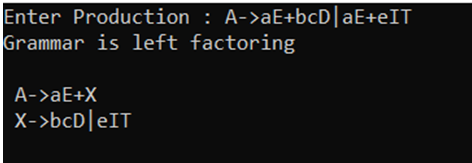 Enter Production : A->aE+bcD|aE+eIT
Grammar is left factoring
A->aE+X
X->bcD|eIT